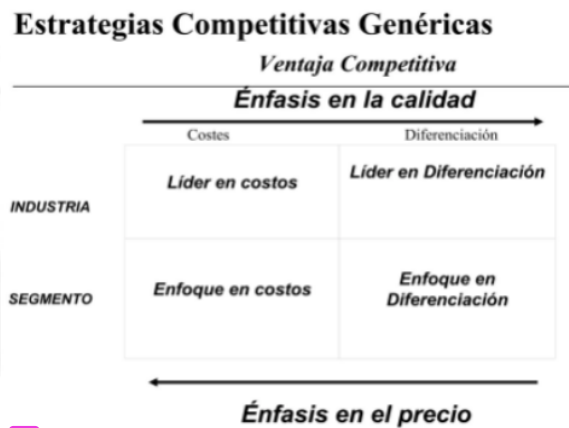 Estrategias Competitivas Genéricas
Ventaja Competitiva
Énfasis en la calidad
Costes Diferenciación
Líder en costos Líder en Diferenciación
INDUSTRIA
Enfoque en costos Enfoque en
Diferenciación
SEGMENTO
Énfasis en el precio